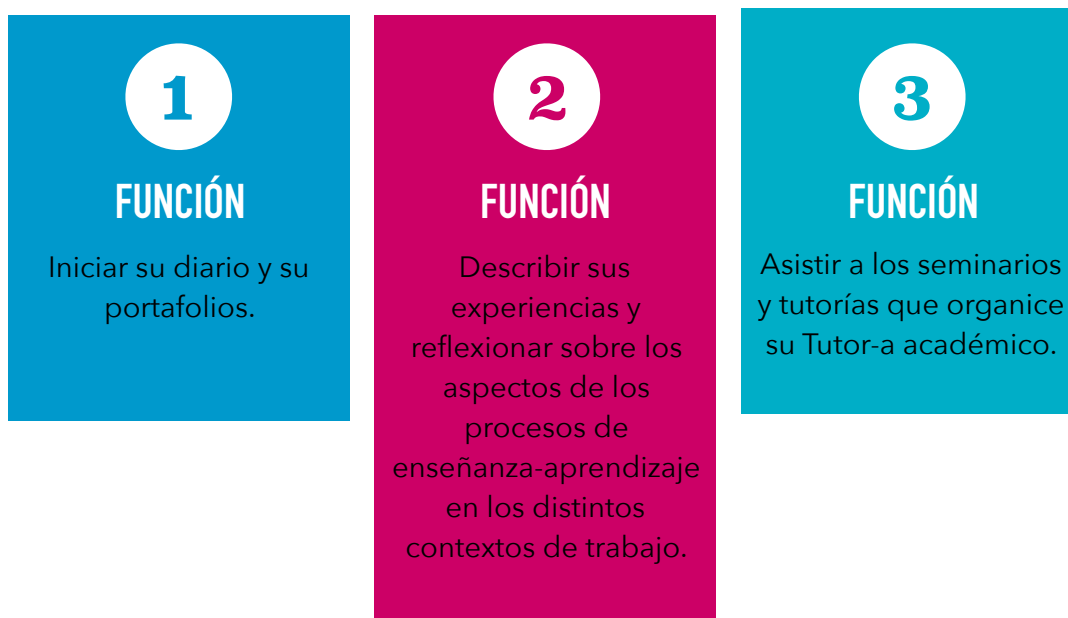 1
FUNCIÓN
Iniciar su diario y su
portafolios.
2
FUNCIÓN
Describir sus
experiencias y
reflexionar sobre los
aspectos de los
procesos de
enseñanza-aprendizaje
en los distintos
contextos de trabajo.
3
FUNCIÓN
Asistir a los seminarios
y tutorías que organice
su Tutor-a académico.